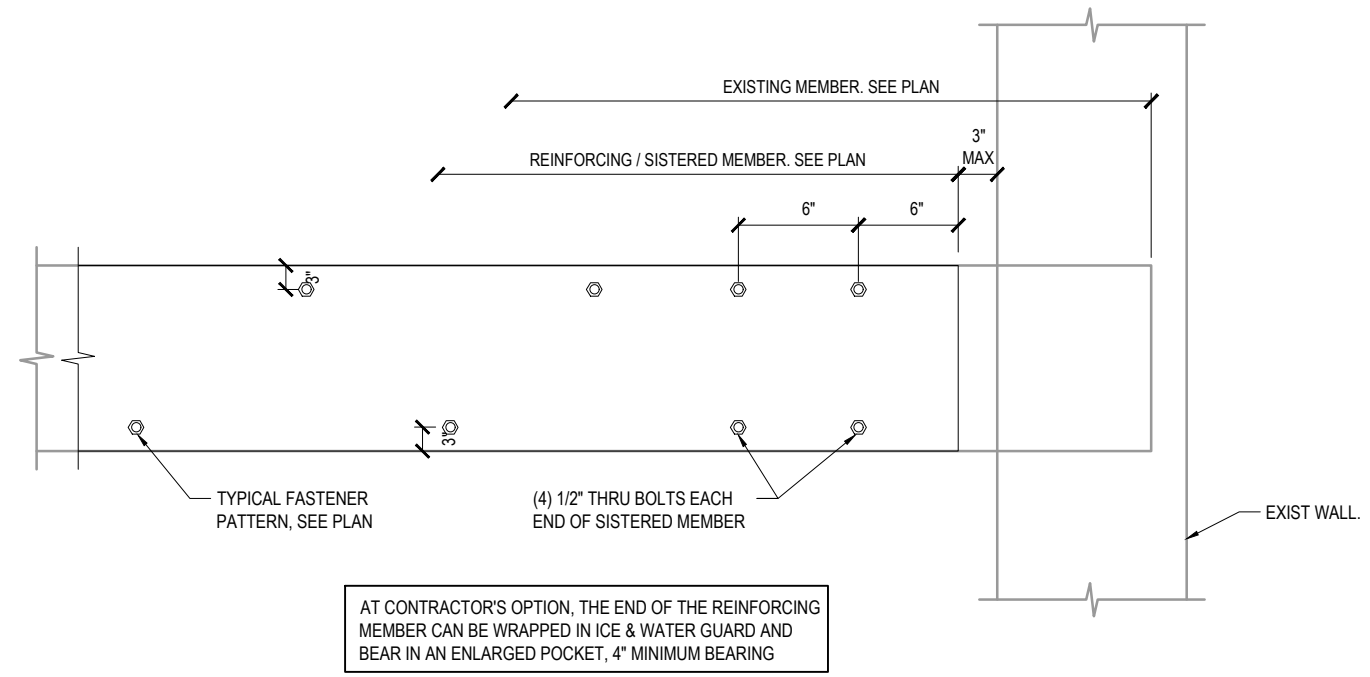 EXISTING MEMBER. SEE PLAN
3"
MAX
REINFORCING / SISTERED MEMBER. SEE PLAN
6"
6"
3"
3"
TYPICAL FASTENER
PATTERN, SEE PLAN
(4) 1/2" THRU BOLTS EACH
END OF SISTERED MEMBER
EXIST WALL.
AT CONTRACTOR'S OPTION, THE END OF THE REINFORCING
MEMBER CAN BE WRAPPED IN ICE & WATER GUARD AND
BEAR IN AN ENLARGED POCKET, 4" MINIMUM BEARING